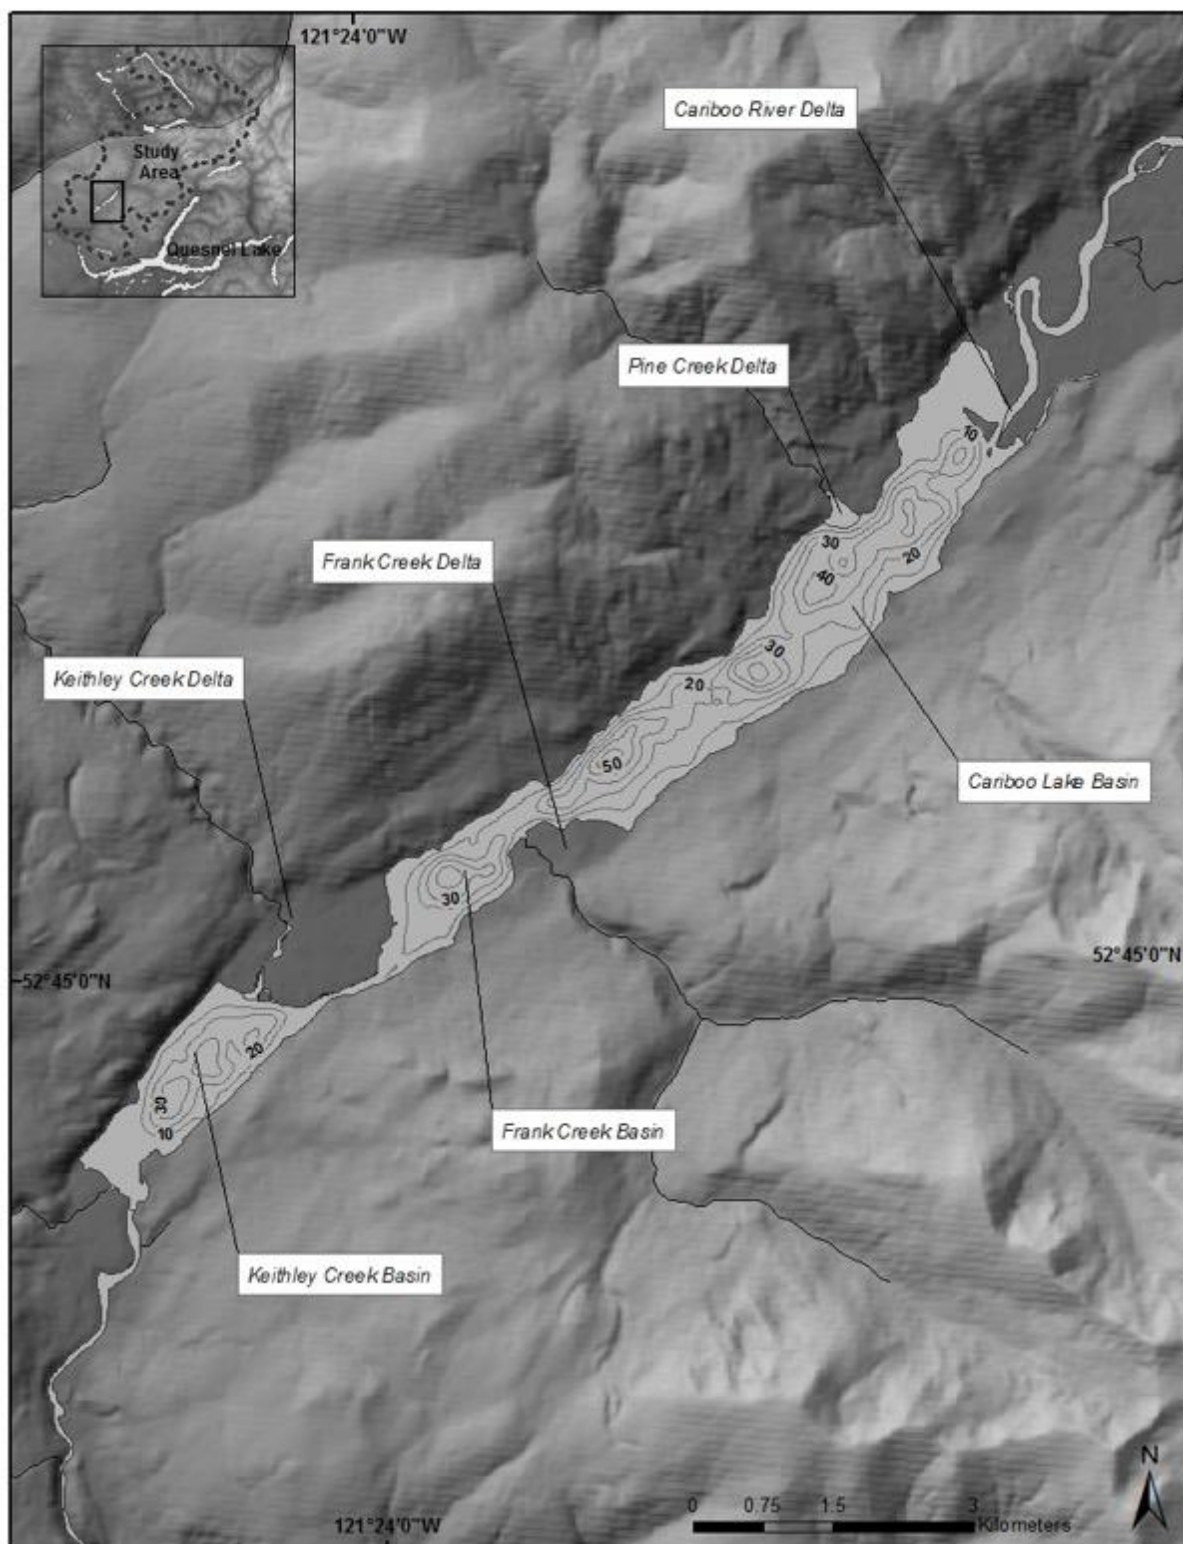 121°24'0"W
Cariboo River Delta
Study
Area
Quesnel Lake
Pine Creek Delta
10
30
20
40
Frank Creek Delta
30
Keithley Creek Delta
20
50
Cariboo Lake Basin
30
52°45'0"N
52°45'0"N
20
30
10
Frank Creek Basin
Keithley Creek Basin
N
0 0.75 1.5 3
Kilometers
121°24'0"W